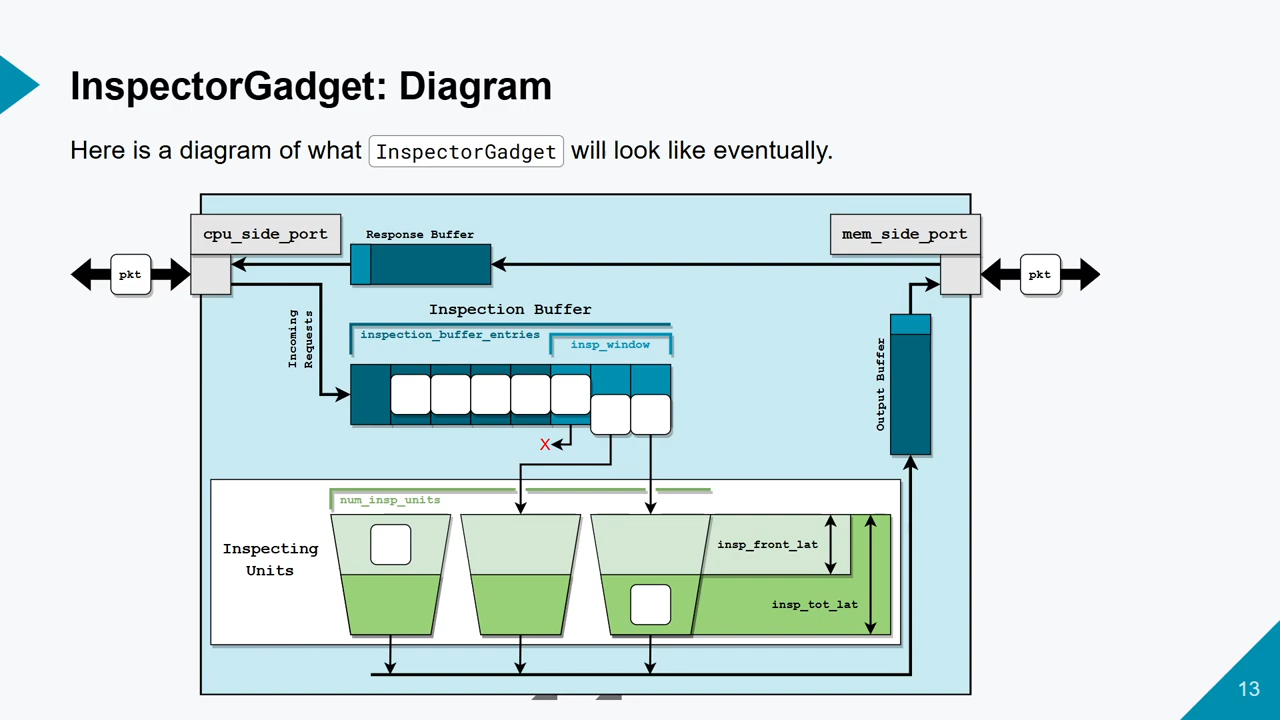 InspectorGadget: Diagram
Here is a diagram of what InspectorGadget will look like eventually.
cpu_side_port
Response Buffer
mem_side_port
pkt
pkt
Inspection Buffer
Incoming
Requests
inspection_buffer_entries
insp_window
Output Buffer
X
num_insp_units
Inspecting
Units
insp_front_lat
insp_tot_lat
13